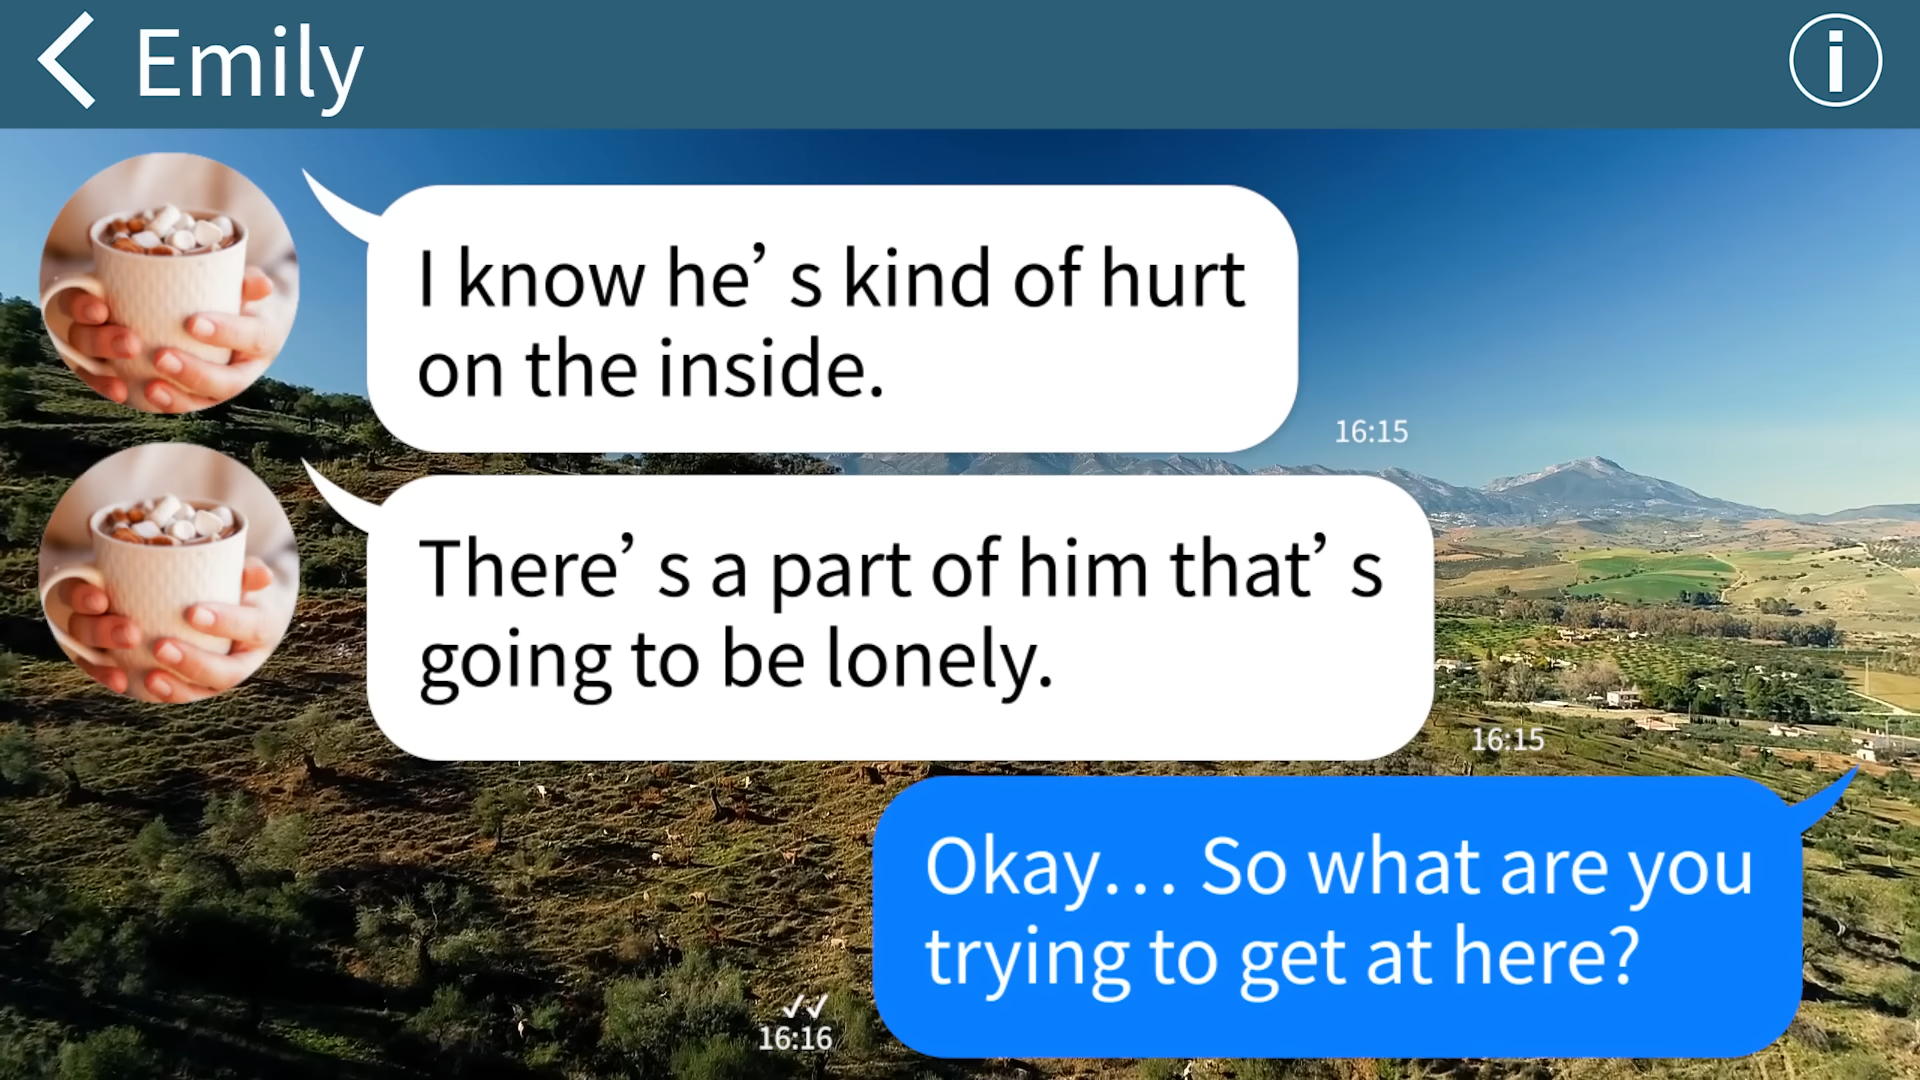 Emily
I know he’s kind of hurt
on the inside.
16:15
There’s a part of him that’s
going to be lonely.
16:15
Okay… So what are you
trying to get at here?
16:16